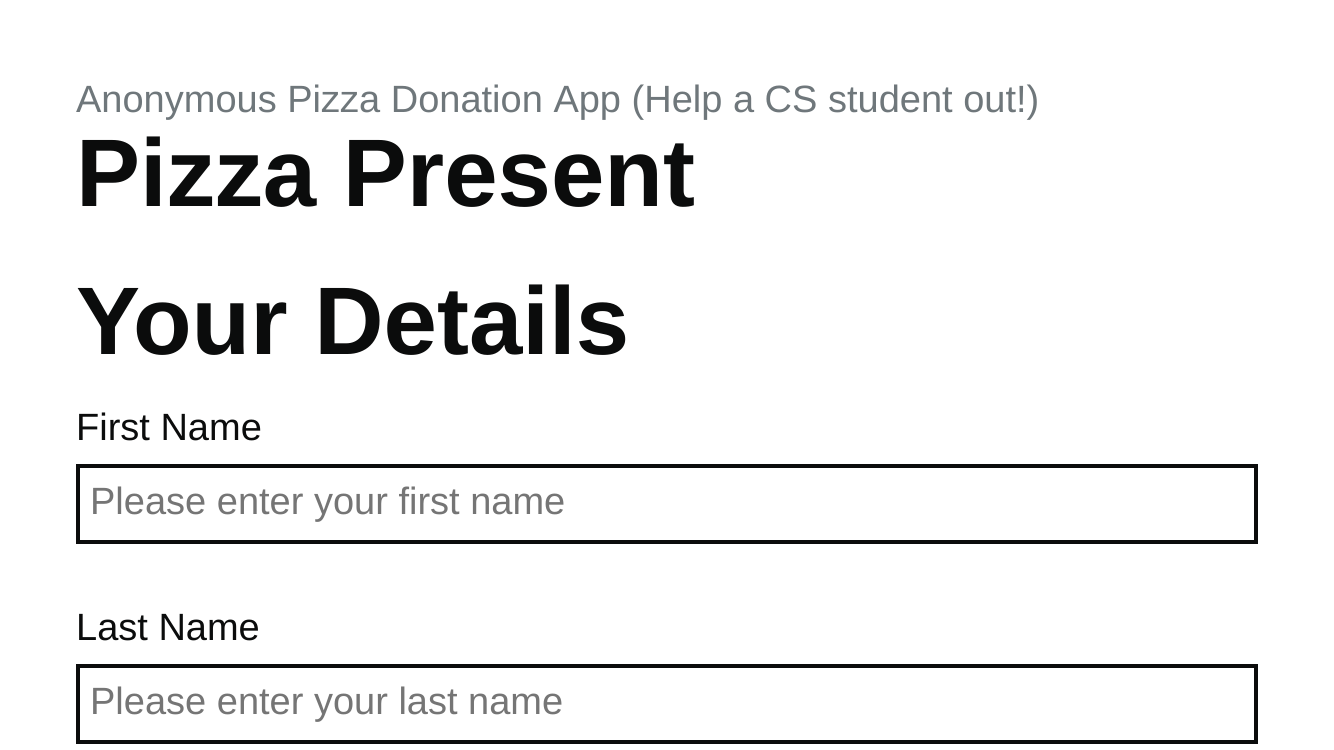 Anonymous Pizza Donation App (Help a CS student out!)
Pizza Present
Your Details
First Name
Please enter your first name
Last Name
Please enter your last name